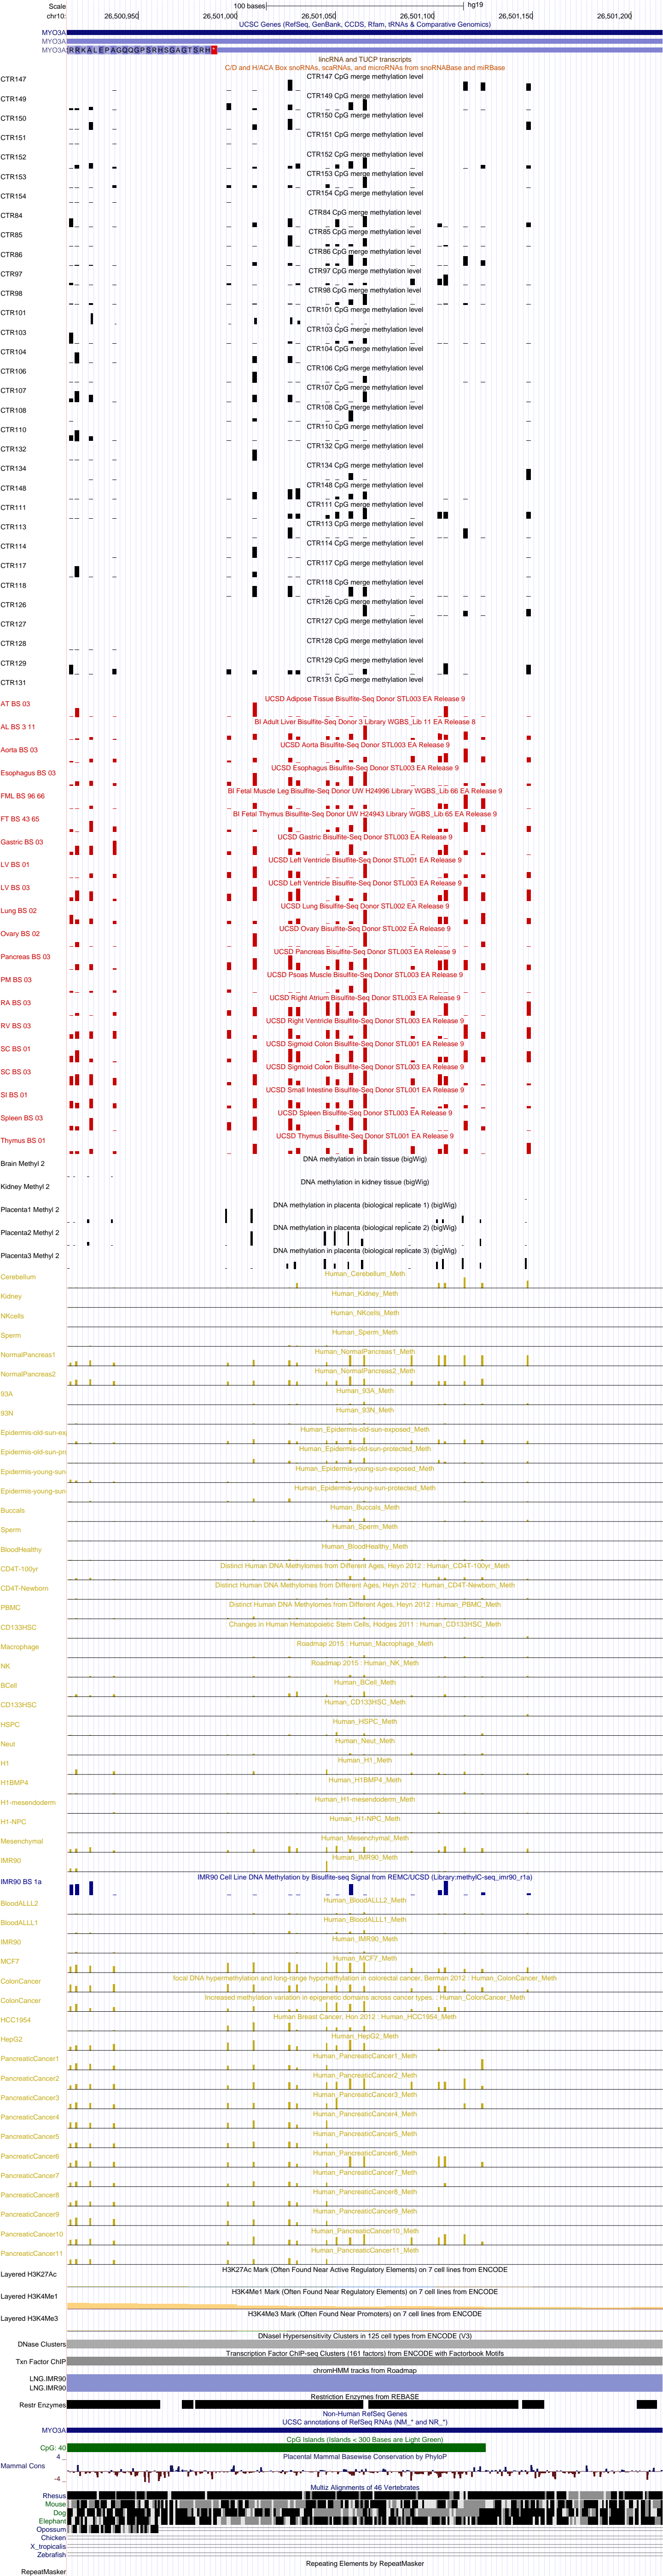 Scale 100 bases hg19
chr10: 26,500,950 26,501,000 26,501,050 26,501,100 26,501,150 26,501,200
UCSC Genes (RefSeq, GenBank, CCDS, Rfam, tRNAs & Comparative Genomics)
MYO3A
MYO3A
MYO3A R R K A L E P A G Q Q G P S R H S G A G T S R H *
lincRNA and TUCP transcripts
C/D and H/ACA Box snoRNAs, scaRNAs, and microRNAs from snoRNABase and miRBase
CTR147 CpG merge methylation level
CTR147
CTR149 CpG merge methylation level
CTR149
CTR150 CpG merge methylation level
CTR150
CTR151 CpG merge methylation level
CTR151
CTR152 CpG merge methylation level
CTR152
CTR153 CpG merge methylation level
CTR153
CTR154 CpG merge methylation level
CTR154
CTR84 CpG merge methylation level
CTR84
CTR85 CpG merge methylation level
CTR85
CTR86 CpG merge methylation level
CTR86
CTR97 CpG merge methylation level
CTR97
CTR98 CpG merge methylation level
CTR98
CTR101 CpG merge methylation level
CTR101
CTR103 CpG merge methylation level
CTR103
CTR104 CpG merge methylation level
CTR104
CTR106 CpG merge methylation level
CTR106
CTR107 CpG merge methylation level
CTR107
CTR108 CpG merge methylation level
CTR108
CTR110 CpG merge methylation level
CTR110
CTR132 CpG merge methylation level
CTR132
CTR134 CpG merge methylation level
CTR134
CTR148 CpG merge methylation level
CTR148
CTR111 CpG merge methylation level
CTR111
CTR113 CpG merge methylation level
CTR113
CTR114 CpG merge methylation level
CTR114
CTR117 CpG merge methylation level
CTR117
CTR118 CpG merge methylation level
CTR118
CTR126 CpG merge methylation level
CTR126
CTR127 CpG merge methylation level
CTR127
CTR128 CpG merge methylation level
CTR128
CTR129 CpG merge methylation level
CTR129
CTR131 CpG merge methylation level
CTR131
UCSD Adipose Tissue Bisulfite-Seq Donor STL003 EA Release 9
AT BS 03
BI Adult Liver Bisulfite-Seq Donor 3 Library WGBS_Lib 11 EA Release 8
AL BS 3 11
UCSD Aorta Bisulfite-Seq Donor STL003 EA Release 9
Aorta BS 03
UCSD Esophagus Bisulfite-Seq Donor STL003 EA Release 9
Esophagus BS 03
BI Fetal Muscle Leg Bisulfite-Seq Donor UW H24996 Library WGBS_Lib 66 EA Release 9
FML BS 96 66
BI Fetal Thymus Bisulfite-Seq Donor UW H24943 Library WGBS_Lib 65 EA Release 9
FT BS 43 65
UCSD Gastric Bisulfite-Seq Donor STL003 EA Release 9
Gastric BS 03
UCSD Left Ventricle Bisulfite-Seq Donor STL001 EA Release 9
LV BS 01
UCSD Left Ventricle Bisulfite-Seq Donor STL003 EA Release 9
LV BS 03
UCSD Lung Bisulfite-Seq Donor STL002 EA Release 9
Lung BS 02
UCSD Ovary Bisulfite-Seq Donor STL002 EA Release 9
Ovary BS 02
UCSD Pancreas Bisulfite-Seq Donor STL003 EA Release 9
Pancreas BS 03
UCSD Psoas Muscle Bisulfite-Seq Donor STL003 EA Release 9
PM BS 03
UCSD Right Atrium Bisulfite-Seq Donor STL003 EA Release 9
RA BS 03
UCSD Right Ventricle Bisulfite-Seq Donor STL003 EA Release 9
RV BS 03
UCSD Sigmoid Colon Bisulfite-Seq Donor STL001 EA Release 9
SC BS 01
UCSD Sigmoid Colon Bisulfite-Seq Donor STL003 EA Release 9
SC BS 03
UCSD Small Intestine Bisulfite-Seq Donor STL001 EA Release 9
SI BS 01
UCSD Spleen Bisulfite-Seq Donor STL003 EA Release 9
Spleen BS 03
UCSD Thymus Bisulfite-Seq Donor STL001 EA Release 9
Thymus BS 01
DNA methylation in brain tissue (bigWig)
Brain Methyl 2
DNA methylation in kidney tissue (bigWig)
Kidney Methyl 2
DNA methylation in placenta (biological replicate 1) (bigWig)
Placenta1 Methyl 2
DNA methylation in placenta (biological replicate 2) (bigWig)
Placenta2 Methyl 2
DNA methylation in placenta (biological replicate 3) (bigWig)
Placenta3 Methyl 2
Human_Cerebellum_Meth
Cerebellum
Human_Kidney_Meth
Kidney
Human_NKcells_Meth
NKcells
Human_Sperm_Meth
Sperm
Human_NormalPancreas1_Meth
NormalPancreas1
Human_NormalPancreas2_Meth
NormalPancreas2
Human_93A_Meth
93A
Human_93N_Meth
93N
Human_Epidermis-old-sun-exposed_Meth
Epidermis-old-sun-ex
Human_Epidermis-old-sun-protected_Meth
Epidermis-old-sun-pr
Human_Epidermis-young-sun-exposed_Meth
Epidermis-young-sun
Human_Epidermis-young-sun-protected_Meth
Epidermis-young-sun
Human_Buccals_Meth
Buccals
Human_Sperm_Meth
Sperm
Human_BloodHealthy_Meth
BloodHealthy
Distinct Human DNA Methylomes from Different Ages, Heyn 2012 : Human_CD4T-100yr_Meth
CD4T-100yr
Distinct Human DNA Methylomes from Different Ages, Heyn 2012 : Human_CD4T-Newborn_Meth
CD4T-Newborn
Distinct Human DNA Methylomes from Different Ages, Heyn 2012 : Human_PBMC_Meth
PBMC
Changes in Human Hematopoietic Stem Cells, Hodges 2011 : Human_CD133HSC_Meth
CD133HSC
Roadmap 2015 : Human_Macrophage_Meth
Macrophage
Roadmap 2015 : Human_NK_Meth
NK
Human_BCell_Meth
BCell
Human_CD133HSC_Meth
CD133HSC
Human_HSPC_Meth
HSPC
Human_Neut_Meth
Neut
Human_H1_Meth
H1
Human_H1BMP4_Meth
H1BMP4
Human_H1-mesendoderm_Meth
H1-mesendoderm
Human_H1-NPC_Meth
H1-NPC
Human_Mesenchymal_Meth
Mesenchymal
Human_IMR90_Meth
IMR90
IMR90 Cell Line DNA Methylation by Bisulfite-seq Signal from REMC/UCSD (Library:methylC-seq_imr90_r1a)
IMR90 BS 1a
Human_BloodALLL2_Meth
BloodALLL2
Human_BloodALLL1_Meth
BloodALLL1
Human_IMR90_Meth
IMR90
Human_MCF7_Meth
MCF7
focal DNA hypermethylation and long-range hypomethylation in colorectal cancer, Berman 2012 : Human_ColonCancer_Meth
ColonCancer
Increased methylation variation in epigenetic domains across cancer types. : Human_ColonCancer_Meth
ColonCancer
Human Breast Cancer, Hon 2012 : Human_HCC1954_Meth
HCC1954
Human_HepG2_Meth
HepG2
Human_PancreaticCancer1_Meth
PancreaticCancer1
Human_PancreaticCancer2_Meth
PancreaticCancer2
Human_PancreaticCancer3_Meth
PancreaticCancer3
Human_PancreaticCancer4_Meth
PancreaticCancer4
Human_PancreaticCancer5_Meth
PancreaticCancer5
Human_PancreaticCancer6_Meth
PancreaticCancer6
Human_PancreaticCancer7_Meth
PancreaticCancer7
Human_PancreaticCancer8_Meth
PancreaticCancer8
Human_PancreaticCancer9_Meth
PancreaticCancer9
Human_PancreaticCancer10_Meth
PancreaticCancer10
Human_PancreaticCancer11_Meth
PancreaticCancer11
H3K27Ac Mark (Often Found Near Active Regulatory Elements) on 7 cell lines from ENCODE
Layered H3K27Ac
H3K4Me1 Mark (Often Found Near Regulatory Elements) on 7 cell lines from ENCODE
Layered H3K4Me1
H3K4Me3 Mark (Often Found Near Promoters) on 7 cell lines from ENCODE
Layered H3K4Me3
DNaseI Hypersensitivity Clusters in 125 cell types from ENCODE (V3)
DNase Clusters
Transcription Factor ChIP-seq Clusters (161 factors) from ENCODE with Factorbook Motifs
Txn Factor ChIP
chromHMM tracks from Roadmap
LNG.IMR90
LNG.IMR90
Restriction Enzymes from REBASE
Restr Enzymes
Non-Human RefSeq Genes
UCSC annotations of RefSeq RNAs (NM_* and NR_*)
MYO3A
CpG Islands (Islands < 300 Bases are Light Green)
CpG: 40
4 _ Placental Mammal Basewise Conservation by PhyloP
Mammal Cons
-4 _
Multiz Alignments of 46 Vertebrates
Rhesus
Mouse
Dog
Elephant
Opossum
Chicken
X_tropicalis
Zebrafish
Repeating Elements by RepeatMasker
RepeatMasker